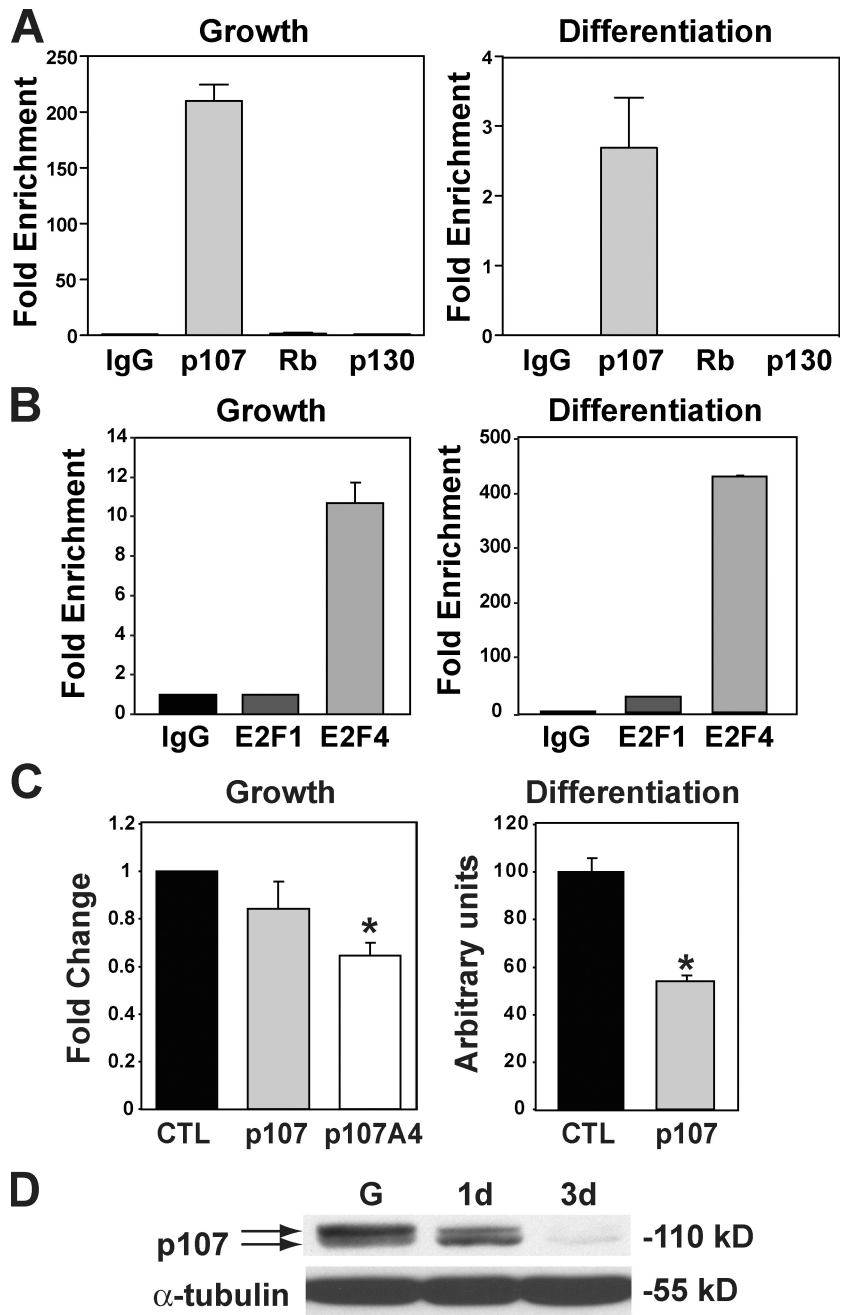 A
Growth
Differentiation
Fold Enrichment
250
200
150
100
50
0
IgG p107 Rb p130
Fold Enrichment
4
3
2
1
0
IgG p107 Rb p130
B
Growth
Differentiation
Fold Enrichment
14
12
10
8
6
4
2
0
IgG E2F1 E2F4
Fold Enrichment
500
400
300
200
100
0
IgG E2F1 E2F4
C
Growth
Differentiation
Fold Change
1.2
1
0.8
0.6
0.4
0.2
0
*
CTL p107 p107A4
Arbitrary units
120
100
80
60
40
20
0
*
CTL p107
D
G 1d 3d
p107
-110 kD
α-tubulin
-55 kD